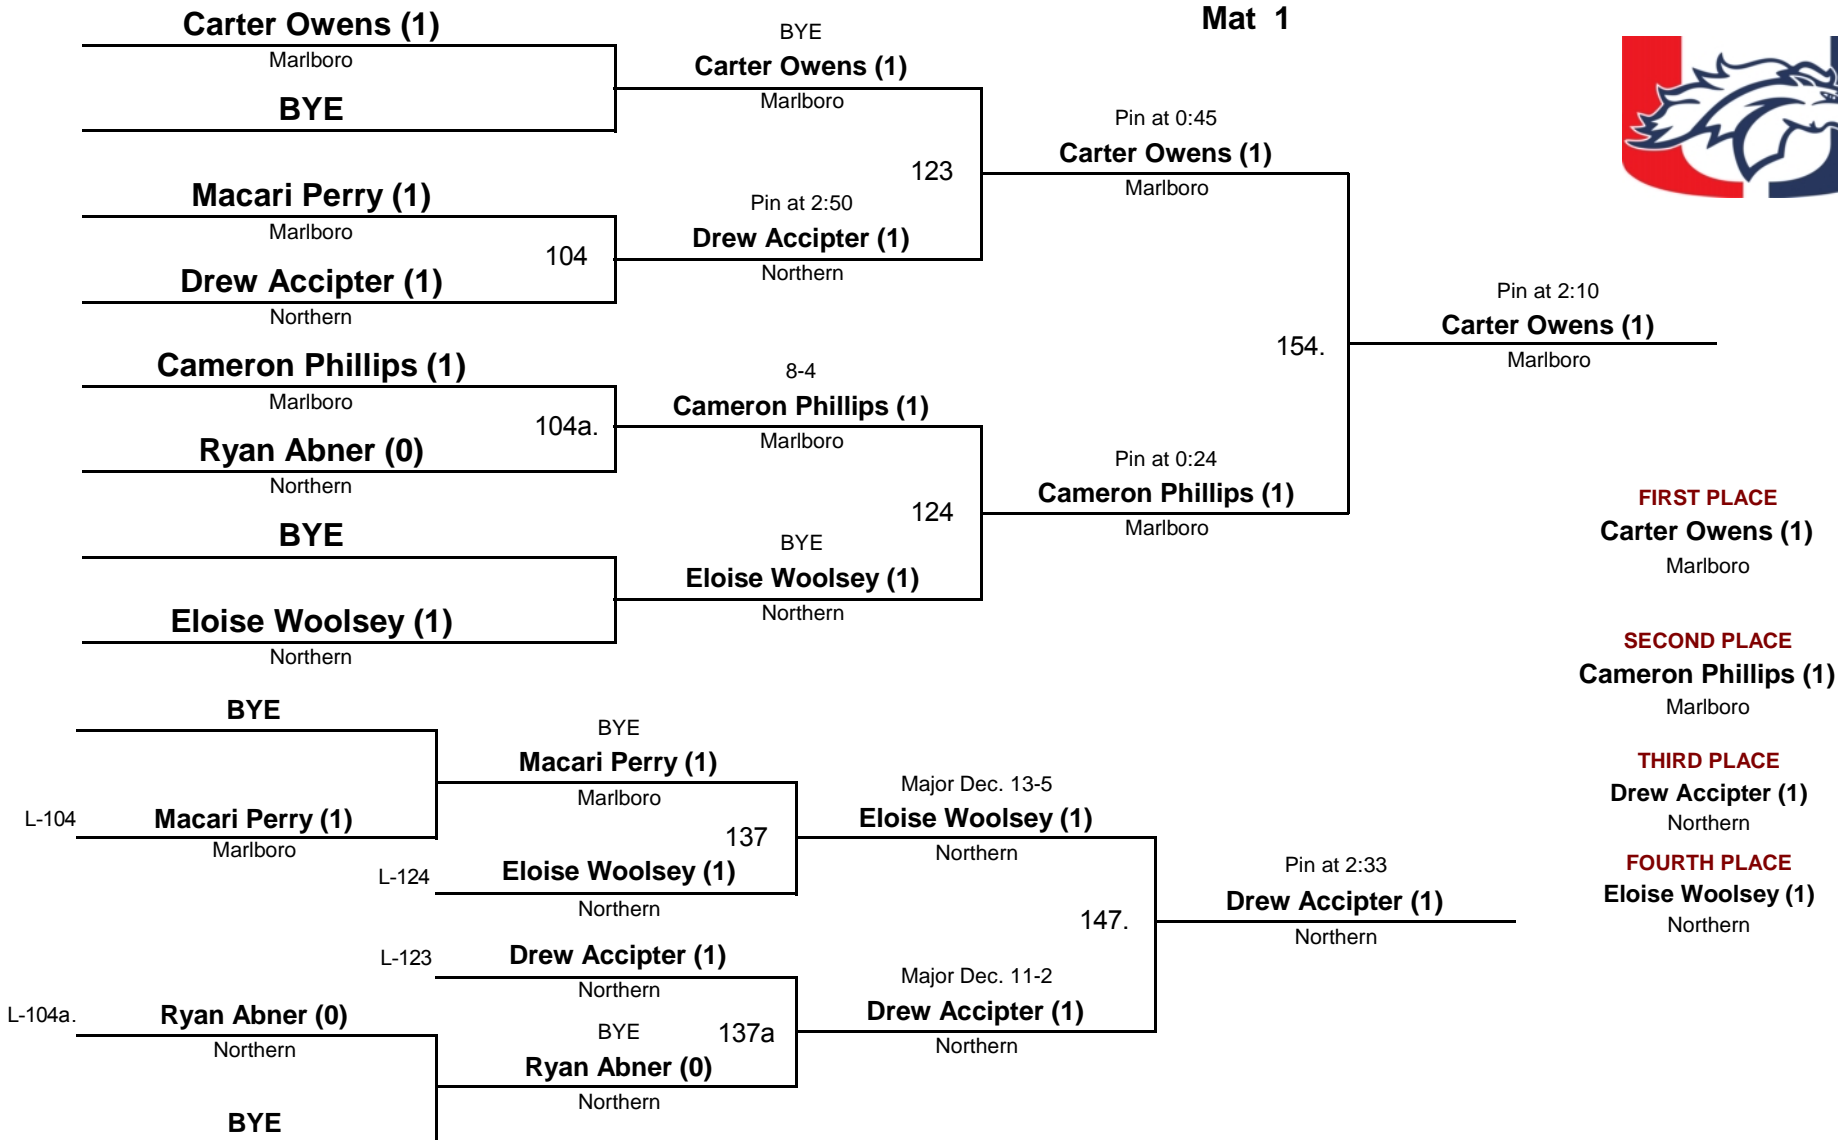 Mat 1
Carter Owens (1)
Marlboro
BYE
Macari Perry (1)
Marlboro
104
Drew Accipter (1)
Northern
Cameron Phillips (1)
Marlboro
104a.
Ryan Abner (0)
Northern
BYE
Eloise Woolsey (1)
Northern
BYE
Carter Owens (1)
Marlboro
123
Pin at 2:50
Drew Accipter (1)
Northern
8-4
Cameron Phillips (1)
Marlboro
124
BYE
Eloise Woolsey (1)
Northern
Pin at 0:45
Carter Owens (1)
Marlboro
154.
Pin at 0:24
Cameron Phillips (1)
Marlboro
Pin at 2:10
Carter Owens (1)
Marlboro
FIRST PLACE
Carter Owens (1)
Marlboro
SECOND PLACE
Cameron Phillips (1)
Marlboro
THIRD PLACE
Drew Accipter (1)
Northern
FOURTH PLACE
Eloise Woolsey (1)
Northern
BYE
L-104
Macari Perry (1)
Marlboro
BYE
Macari Perry (1)
Marlboro
137
L-124
Eloise Woolsey (1)
Northern
L-123
Drew Accipter (1)
Northern
L-104a.
Ryan Abner (0)
Northern
BYE
137a
Ryan Abner (0)
Northern
BYE
Major Dec. 13-5
Eloise Woolsey (1)
Northern
147.
Major Dec. 11-2
Drew Accipter (1)
Northern
Pin at 2:33
Drew Accipter (1)
Northern